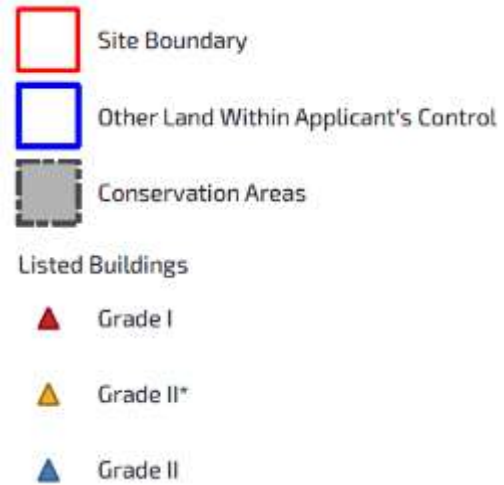 Site Boundary
Other Land Within Applicant's Control
Conservation Areas
Listed Buildings
Grade I
Grade II*
Grade II